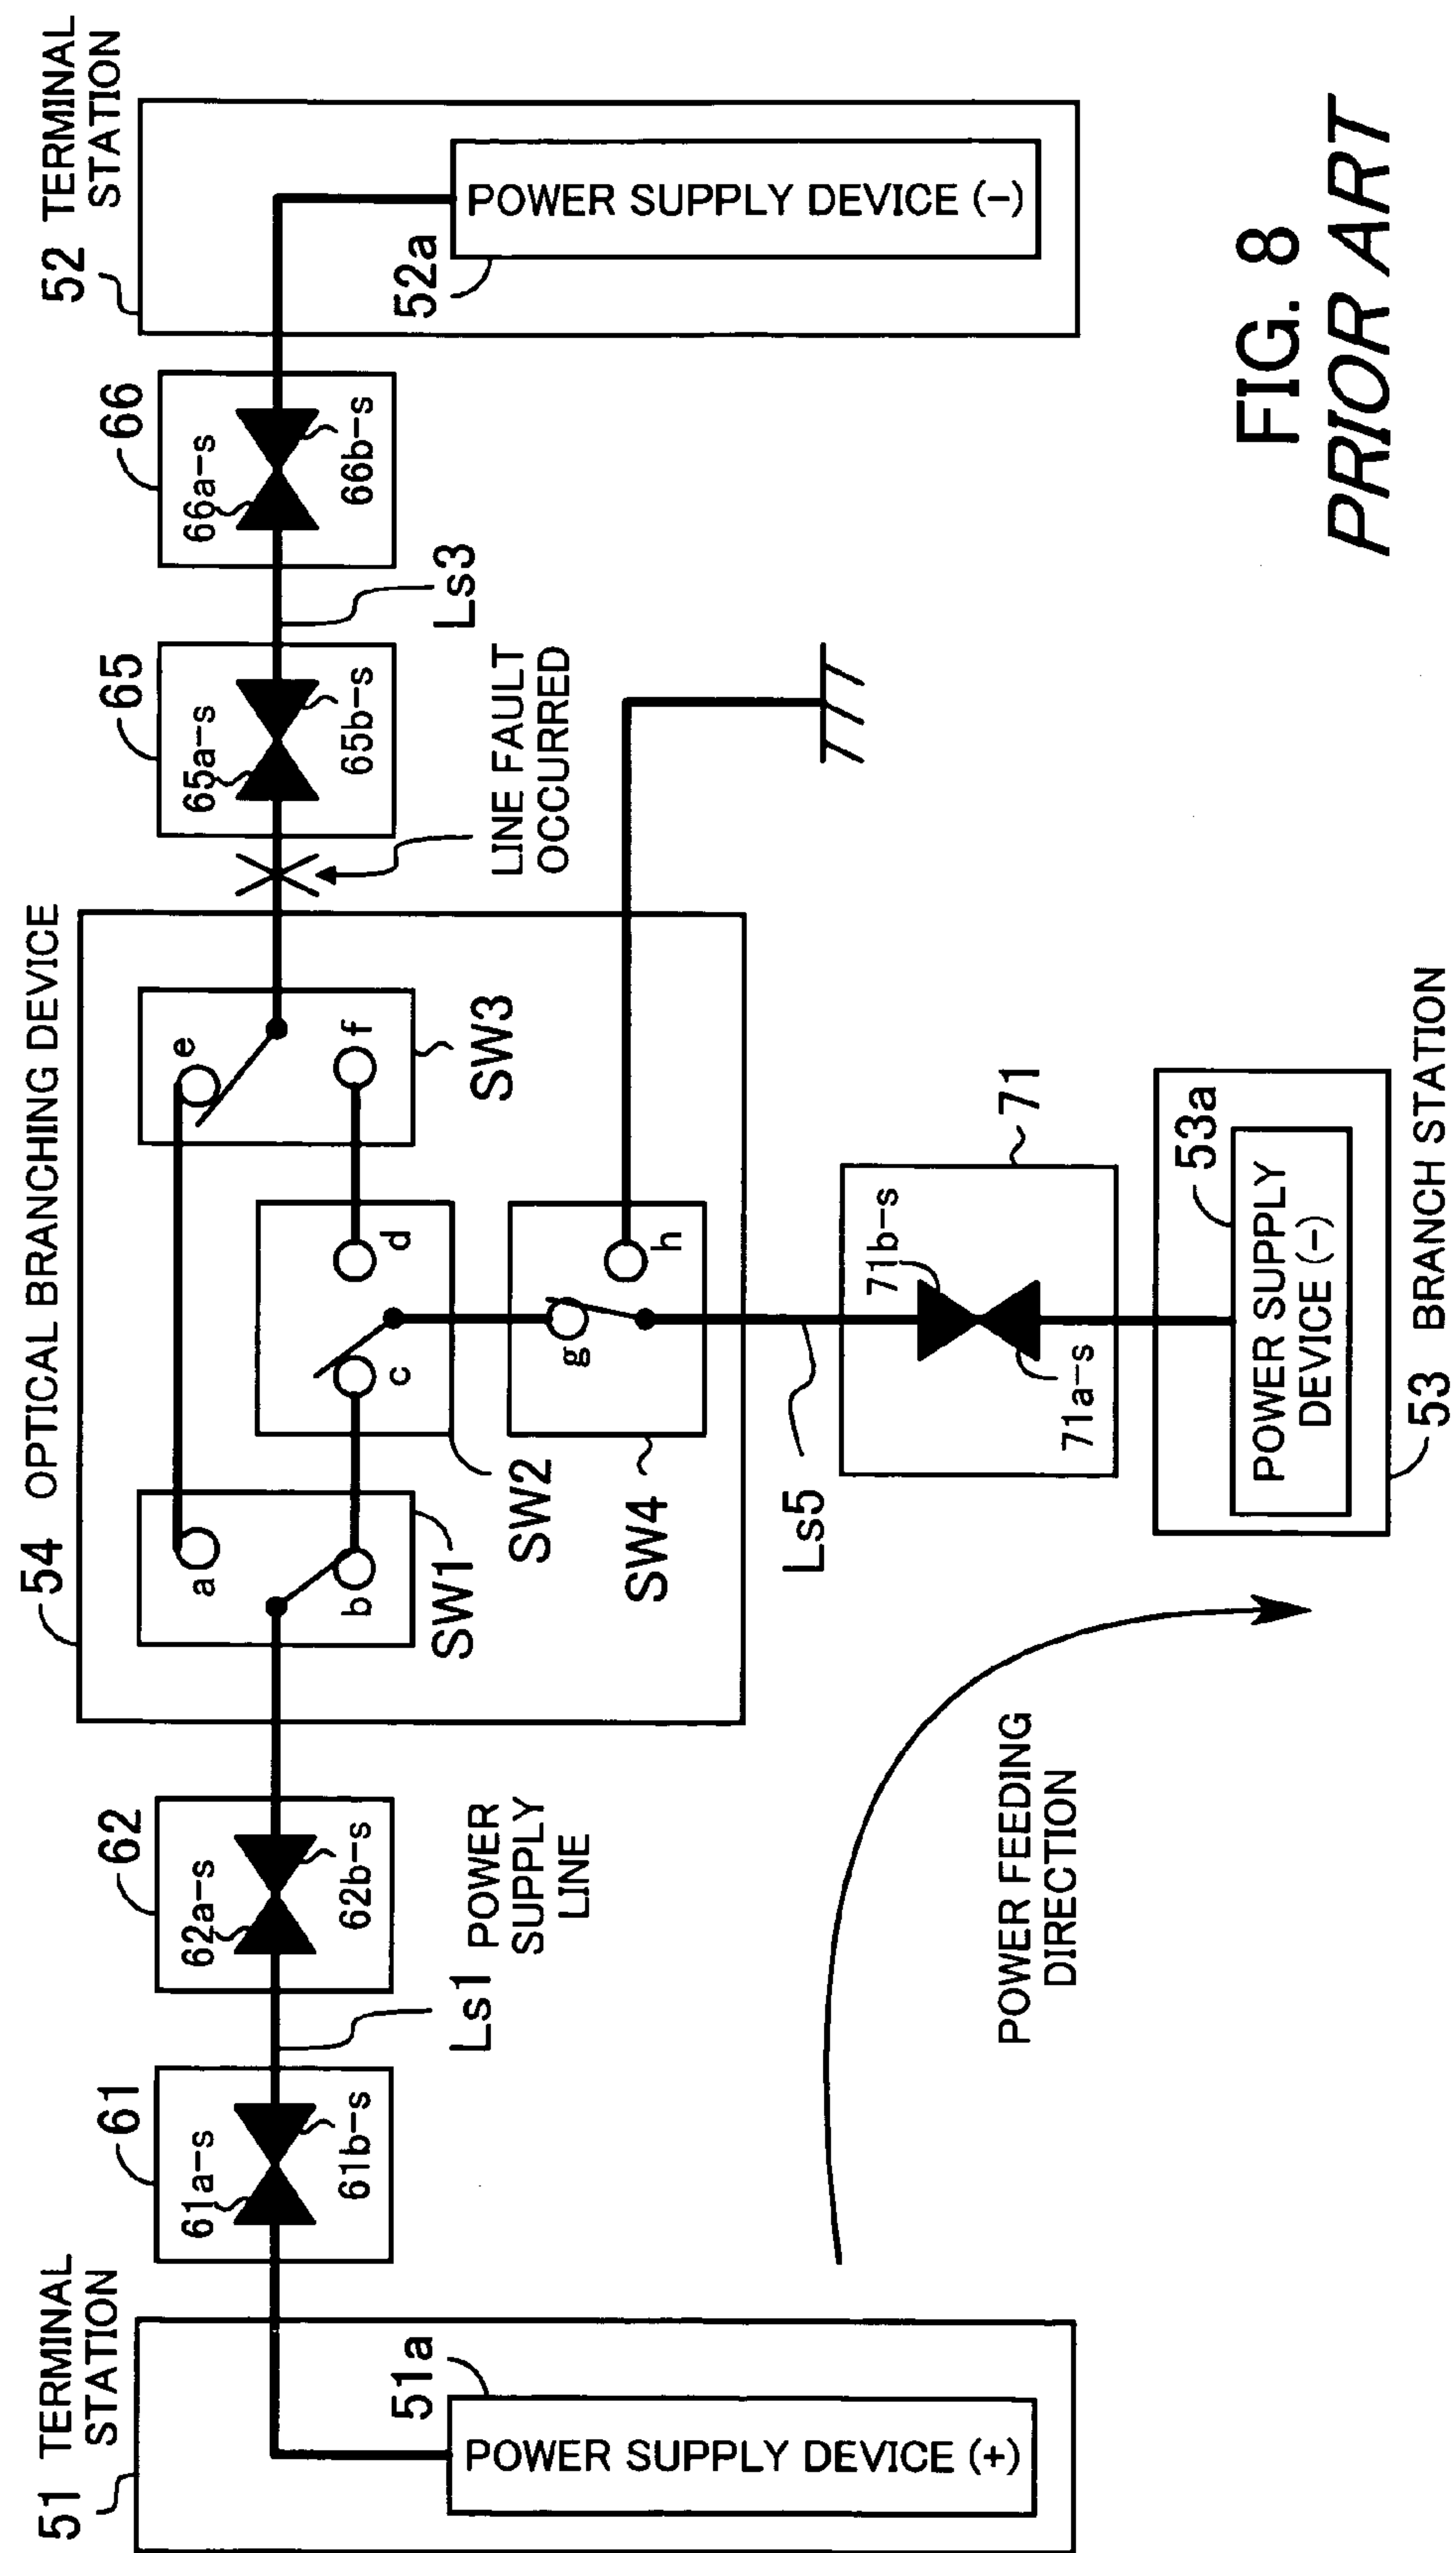 51 TERMINAL
STATION
51a
POWER SUPPLY DEVICE (+)
61
61a-s
61b-s
Ls1 POWER
SUPPLY
LINE
62
62a-s
62b-s
54 OPTICAL BRANCHING DEVICE
a
b
SW1
c
d
SW2
e
f
SW3
g
h
SW4
LINE FAULT
OCCURRED
65
65a-s
65b-s
Ls3
66
66a-s
66b-s
52 TERMINAL
STATION
52a
POWER SUPPLY DEVICE (-)
Ls5
71
71b-s
71a-s
53a
POWER SUPPLY
DEVICE (-)
53 BRANCH STATION
POWER FEEDING
DIRECTION
FIG. 8
PRIOR ART